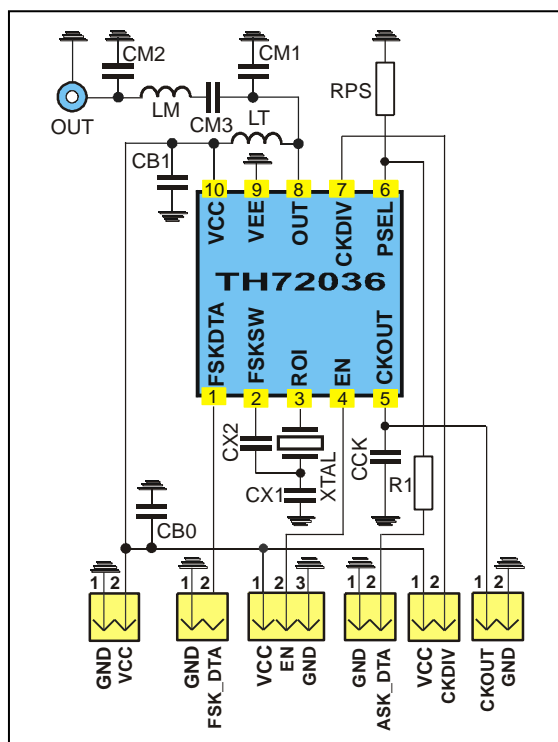 CM2
CM1
RPS
LM
CM3
LT
OUT
CB1
10
9
8
7
6
VCC
VEE
OUT
CKDIV
PSEL
TH72036
FSKDTA
FSKSW
ROI
EN
CKOUT
1
2
3
4
5
CX2
CX1
XTAL
CCK
R1
CB0
1 2
1 2
1 2 3
1 2
1 2
1 2
GND
VCC
GND
FSK_DTA
VCC
EN
GND
GND
ASK_DTA
VCC
CKDIV
CKOUT
GND